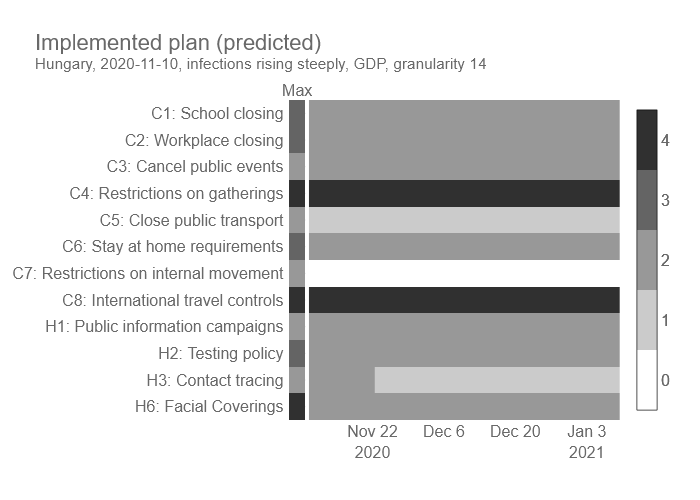 Implemented plan (predicted)
Hungary, 2020-11-10, infections rising steeply, GDP, granularity 14
Max
C1: School closing
C2: Workplace closing
C3: Cancel public events
C4: Restrictions on gatherings
C5: Close public transport
C6: Stay at home requirements
C7: Restrictions on internal movement
C8: International travel controls
H1: Public information campaigns
H2: Testing policy
H3: Contact tracing
H6: Facial Coverings
4
3
2
1
0
Nov 22 Dec 6 Dec 20 Jan 3
2020 2021